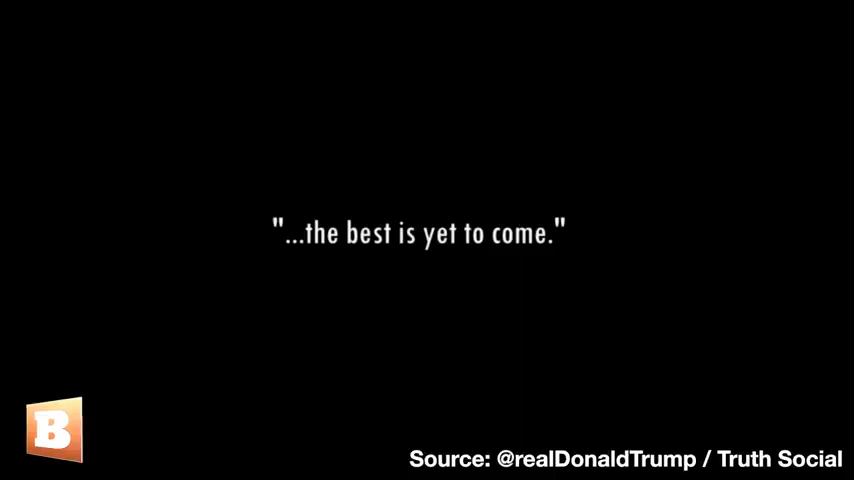 "...the best is yet to come."
B
Source: @realDonaldTrump / Truth Social